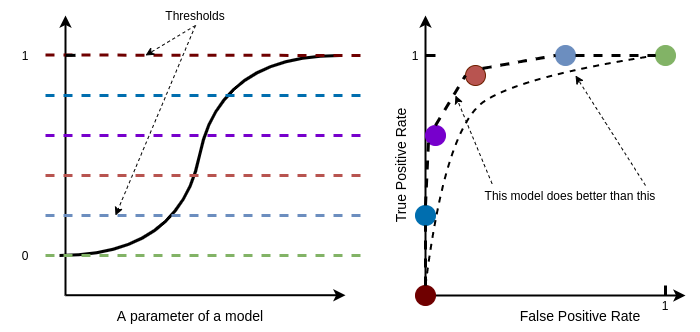 Thresholds
1
0
A parameter of a model
1
True Positive Rate
This model does better than this
1
False Positive Rate